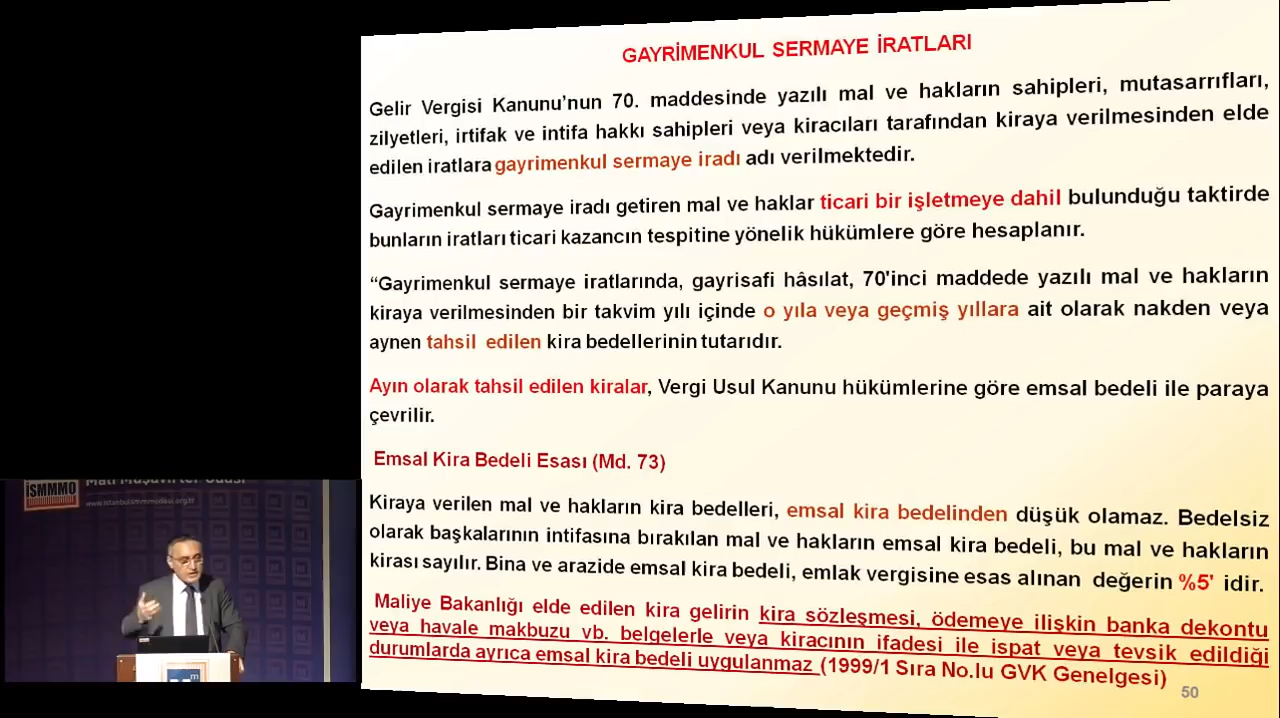 GAYRİMENKUL SERMAYE İRATLARI
Gelir Vergisi Kanunu’nun 70. maddesinde yazılı mal ve hakların sahipleri, mutasarrıfları,
zilyetleri, irtifak ve intifa hakkı sahipleri veya kiracıları tarafından kiraya verilmesinden elde
edilen iratlara gayrimenkul sermaye iradı adı verilmektedir.
Gayrimenkul sermaye iradı getiren mal ve haklar ticari bir işletmeye dahil bulunduğu taktirde
bunların iratları ticari kazancın tespitine yönelik hükümlere göre hesaplanır.
“Gayrimenkul sermaye iratlarında, gayrisafi hâsılat, 70'inci maddede yazılı mal ve hakların
kiraya verilmesinden bir takvim yılı içinde o yıla veya geçmiş yıllara ait olarak nakden veya
aynen tahsil edilen kira bedellerinin tutarıdır.
Ayın olarak tahsil edilen kiralar, Vergi Usul Kanunu hükümlerine göre emsal bedeli ile paraya
çevrilir.
Emsal Kira Bedeli Esası (Md. 73)
Kiraya verilen mal ve hakların kira bedelleri, emsal kira bedelinden düşük olamaz. Bedelsiz
olarak başkalarının intifasına bırakılan mal ve hakların emsal kira bedeli, bu mal ve hakların
kirası sayılır. Bina ve arazide emsal kira bedeli, emlak vergisine esas alınan değerin %5' idir.
Maliye Bakanlığı elde edilen kira gelirin kira sözleşmesi, ödemeye ilişkin banka dekontu
veya havale makbuzu vb. belgelerle veya kiracının ifadesi ile ispat veya tevsik edildiği
durumlarda ayrıca emsal kira bedeli uygulanmaz (1999/1 Sıra No.lu GVK Genelgesi)
50
İSMMMO
Mali Müşavirler Odası
www.istanbulsmmmodasi.org.tr